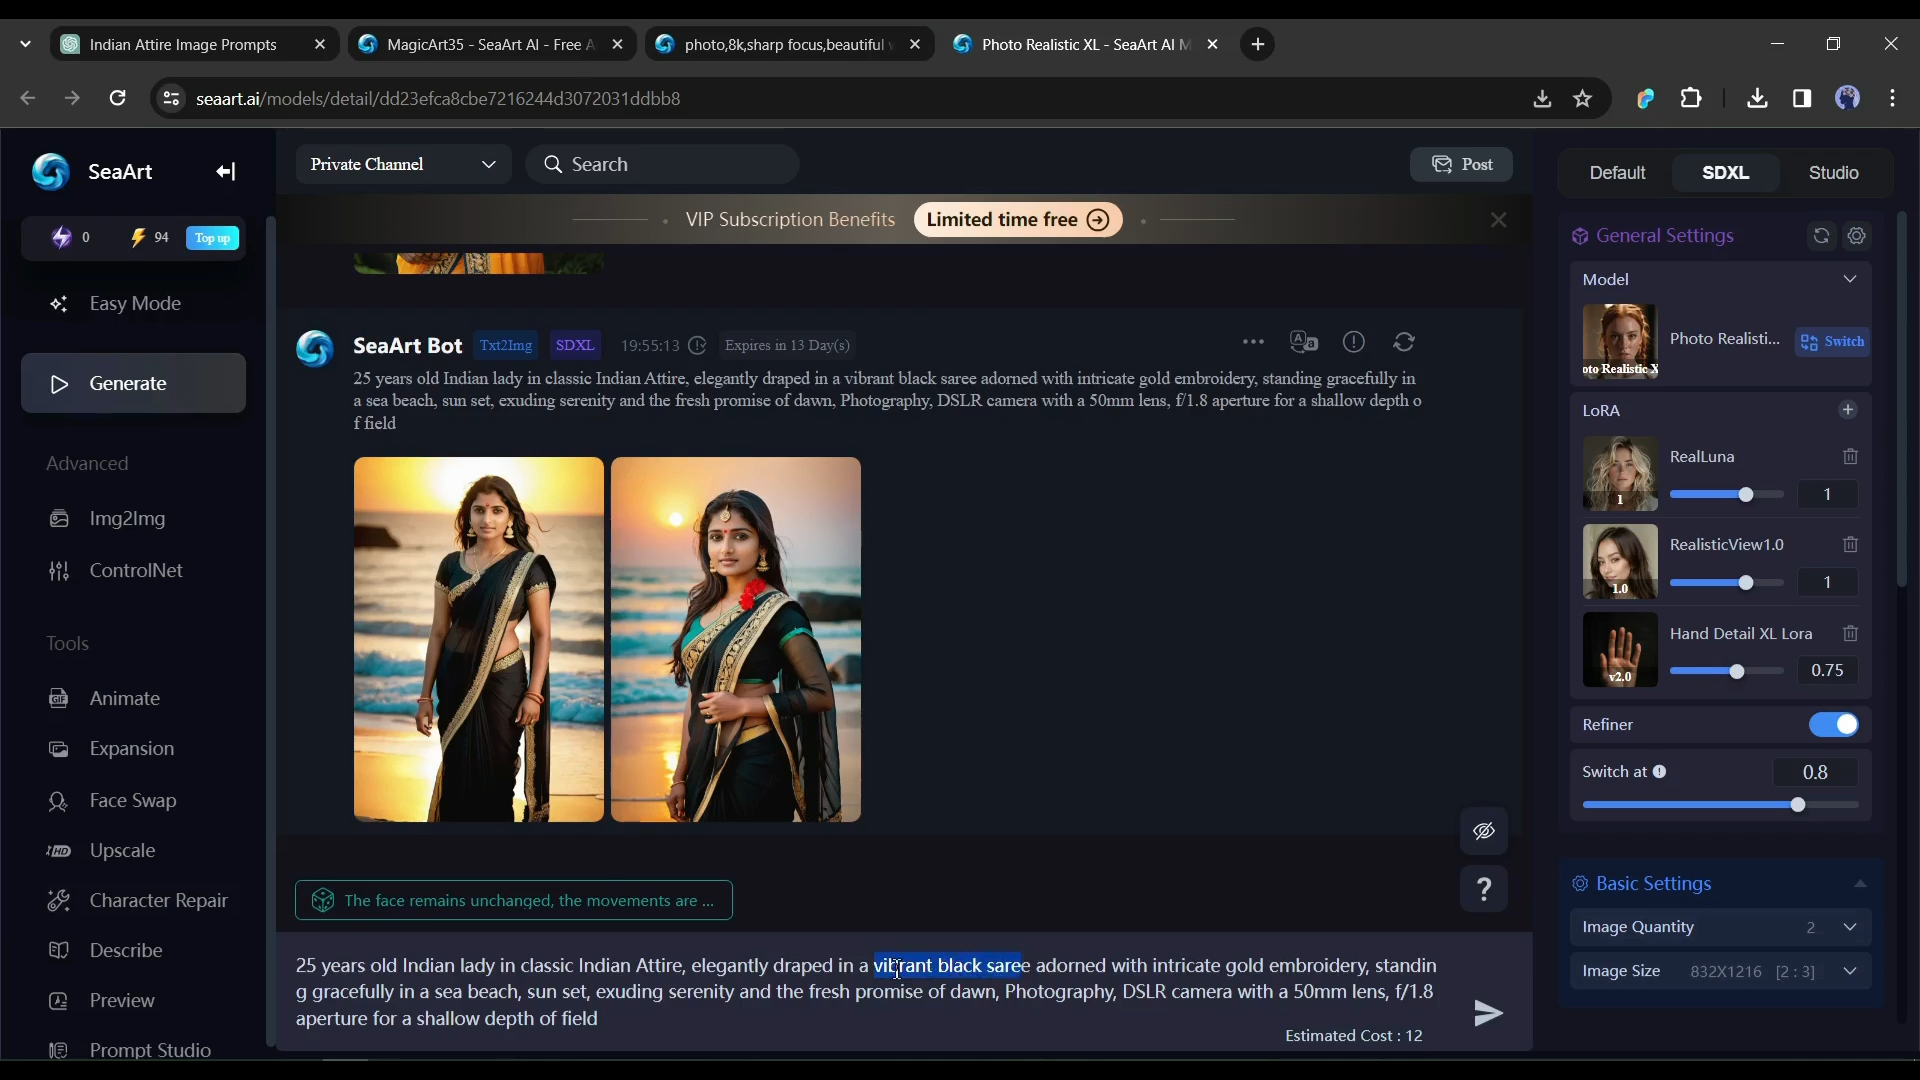 Indian Attire Image Prompts
MagicArt35 - SeaArt AI - Free A
photo,8k,sharp focus,beautiful
Photo Realistic XL - SeaArt AI M
seaart.ai/models/detail/dd23efca8cbe7216244d3072031ddbb8
SeaArt
0
94
Top up
Easy Mode
Generate
Advanced
Img2Img
ControlNet
Tools
Animate
Expansion
Face Swap
Upscale
Character Repair
Describe
Preview
Prompt Studio
Private Channel
Search
Post
VIP Subscription Benefits
Limited time free
SeaArt Bot Txt2Img SDXL 19:55:13 Expires in 13 Day(s)
25 years old Indian lady in classic Indian Attire, elegantly draped in a vibrant black saree adorned with intricate gold embroidery, standing gracefully in
a sea beach, sun set, exuding serenity and the fresh promise of dawn, Photography, DSLR camera with a 50mm lens, f/1.8 aperture for a shallow depth o
f field
The face remains unchanged, the movements are ...
25 years old Indian lady in classic Indian Attire, elegantly draped in a vibrant black saree adorned with intricate gold embroidery, standin
g gracefully in a sea beach, sun set, exuding serenity and the fresh promise of dawn, Photography, DSLR camera with a 50mm lens, f/1.8
aperture for a shallow depth of field
Estimated Cost : 12
?
Default
SDXL
Studio
General Settings
Model
Photo Realisti...
Switch
oto Realistic X
LoRA
RealLuna
1
1
RealisticView1.0
1.0
1
Hand Detail XL Lora
v2.0
0.75
Refiner
Switch at
0.8
Basic Settings
Image Quantity 2
Image Size 832X1216 [2 : 3]